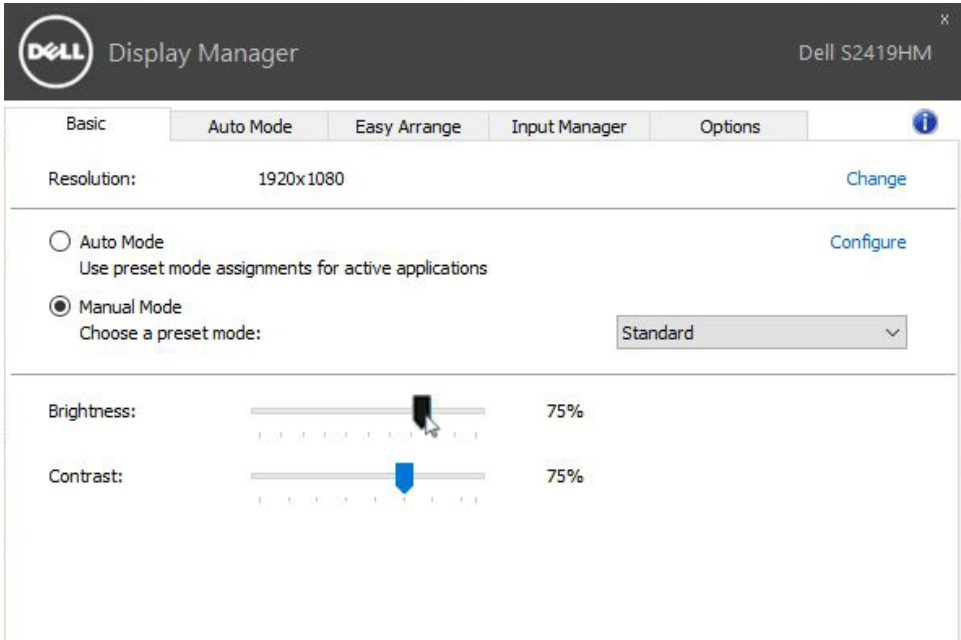 x
DELL Display Manager Dell S2419HM
Basic Auto Mode Easy Arrange Input Manager Options i
Resolution: 1920x1080 Change
Auto Mode Configure
Use preset mode assignments for active applications
Manual Mode
Choose a preset mode: Standard
Brightness: 75%
Contrast: 75%